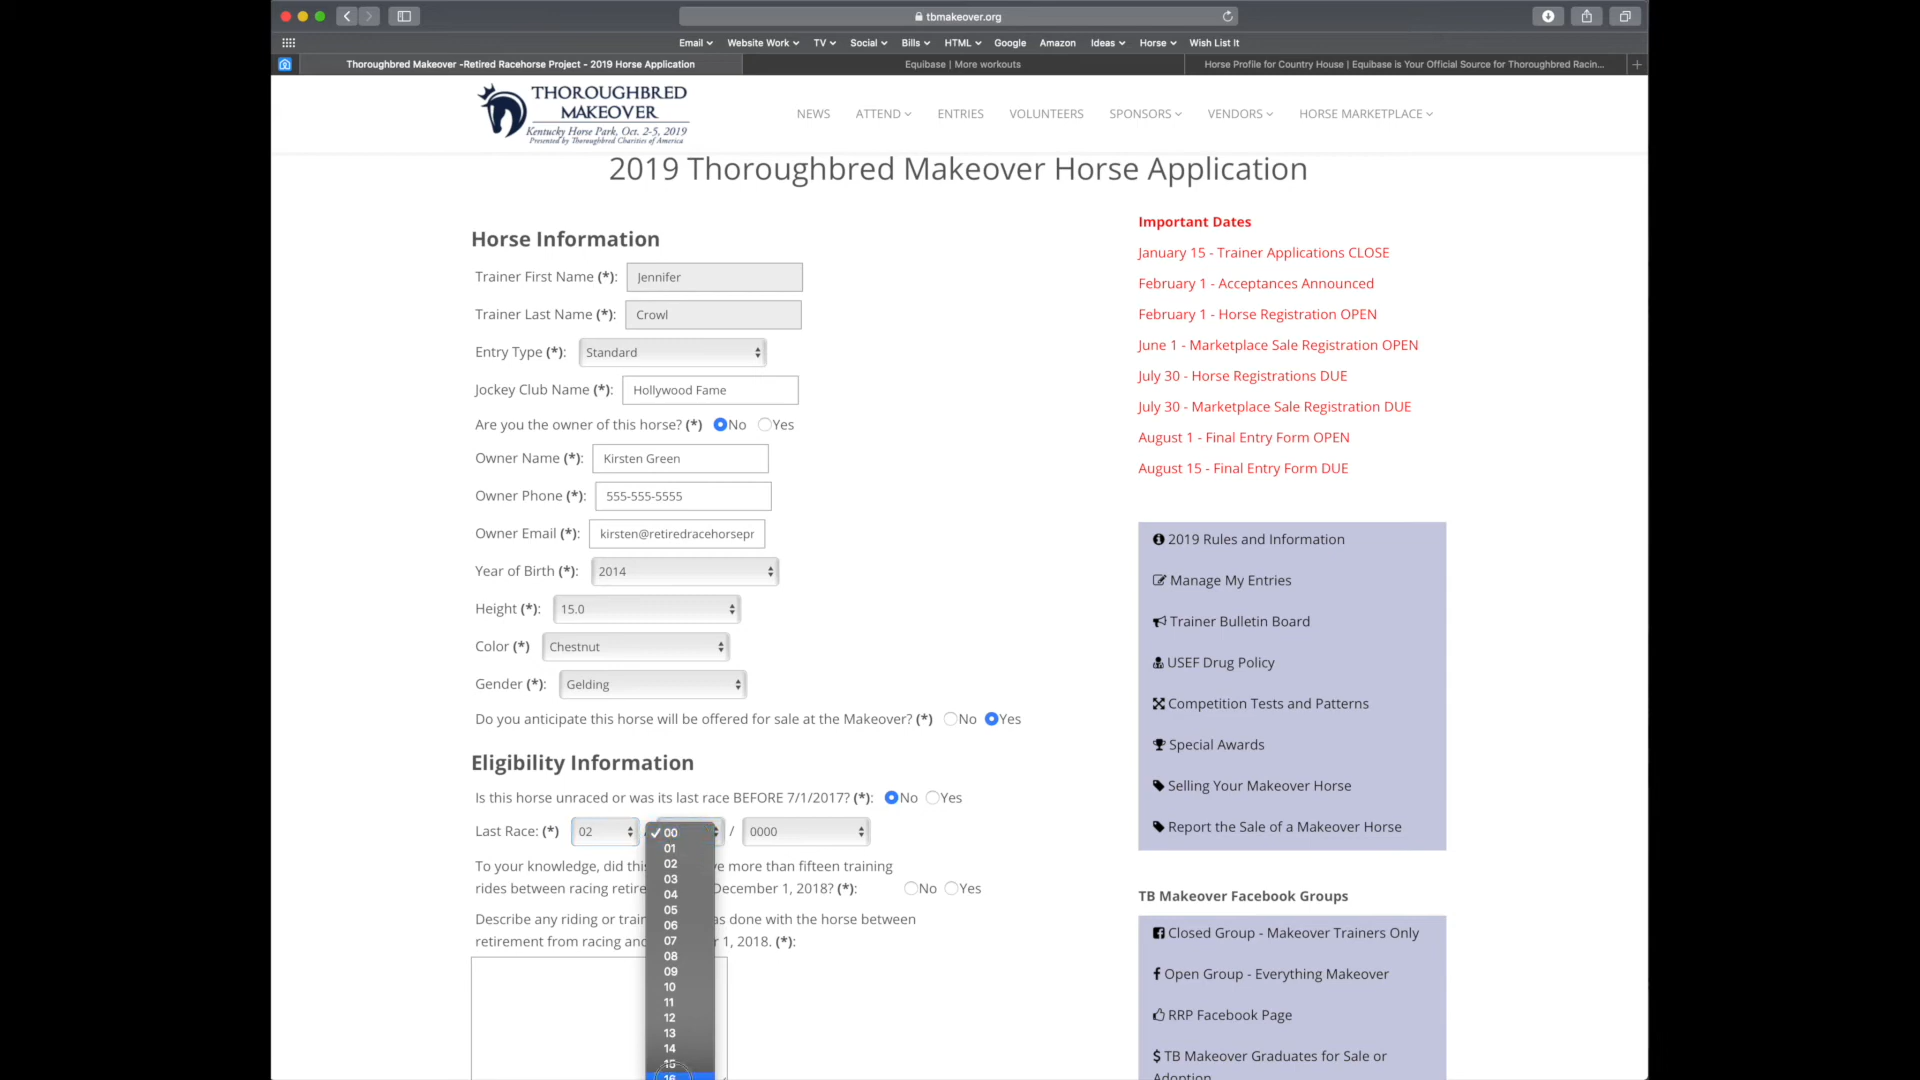 tbmakeover.org
Email Website Work TV Social Bills HTML Google Amazon Ideas Horse Wish List It
Thoroughbred Makeover -Retired Racehorse Project - 2019 Horse Application
Equibase | More workouts
Horse Profile for Country House | Equibase is Your Official Source for Thoroughbred Racin...
THOROUGHBRED
MAKEOVER
Kentucky Horse Park, Oct. 2-5, 2019
Presented by Thoroughbred Charities of America
NEWS ATTEND ENTRIES VOLUNTEERS SPONSORS VENDORS HORSE MARKETPLACE
2019 Thoroughbred Makeover Horse Application
Horse Information
Trainer First Name (*): Jennifer
Trainer Last Name (*): Crowl
Entry Type (*): Standard
Jockey Club Name (*): Hollywood Fame
Are you the owner of this horse? (*) No Yes
Owner Name (*): Kirsten Green
Owner Phone (*): 555-555-5555
Owner Email (*): kirsten@retiredracehorsepr
Year of Birth (*): 2014
Height (*): 15.0
Color (*) Chestnut
Gender (*): Gelding
Do you anticipate this horse will be offered for sale at the Makeover? (*) No Yes
Eligibility Information
Is this horse unraced or was its last race BEFORE 7/1/2017? (*): No Yes
Last Race: (*) 02 / 0000
To your knowledge, did thi ve more than fifteen training
rides between racing retire December 1, 2018? (*): No Yes
Describe any riding or train as done with the horse between
retirement from racing and r 1, 2018. (*):
✓ 00
01
02
03
04
05
06
07
08
09
10
11
12
13
14
15
16
Important Dates
January 15 - Trainer Applications CLOSE
February 1 - Acceptances Announced
February 1 - Horse Registration OPEN
June 1 - Marketplace Sale Registration OPEN
July 30 - Horse Registrations DUE
July 30 - Marketplace Sale Registration DUE
August 1 - Final Entry Form OPEN
August 15 - Final Entry Form DUE
2019 Rules and Information
Manage My Entries
Trainer Bulletin Board
USEF Drug Policy
Competition Tests and Patterns
Special Awards
Selling Your Makeover Horse
Report the Sale of a Makeover Horse
TB Makeover Facebook Groups
Closed Group - Makeover Trainers Only
Open Group - Everything Makeover
RRP Facebook Page
$ TB Makeover Graduates for Sale or
Adoption